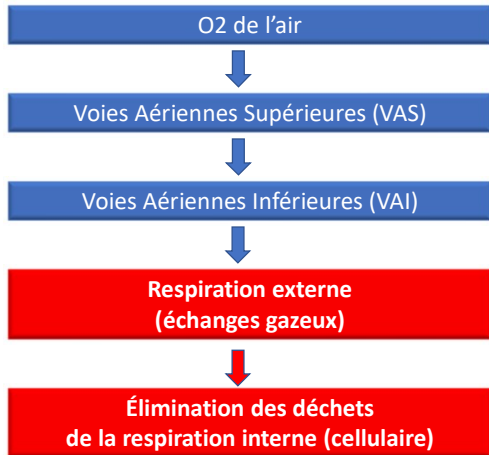 O2 de l'air
Voies Aériennes Supérieures (VAS)
Voies Aériennes Inférieures (VAI)
Respiration externe
(échanges gazeux)
Élimination des déchets
de la respiration interne (cellulaire)